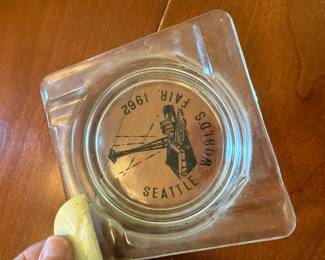 SEATTLE WORLD'S FAIR, 1962